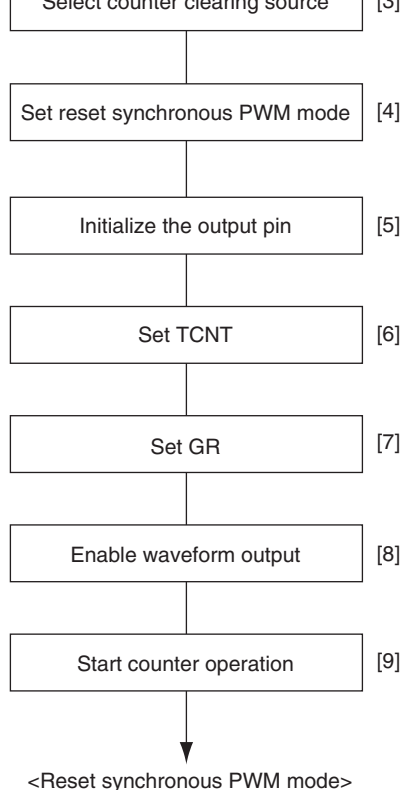 Select counter clearing source [3]
Set reset synchronous PWM mode [4]
Initialize the output pin [5]
Set TCNT [6]
Set GR [7]
Enable waveform output [8]
Start counter operation [9]
<Reset synchronous PWM mode>